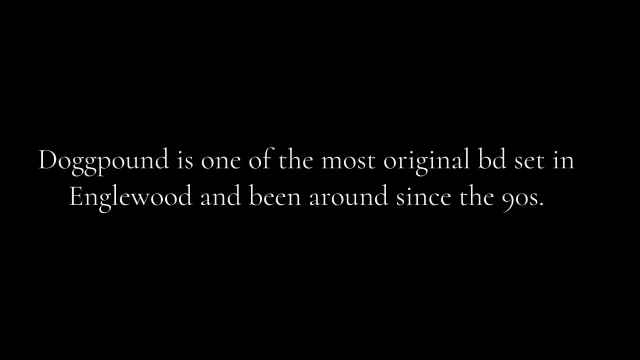 Doggpound is one of the most original bd set in
Englewood and been around since the 90s.